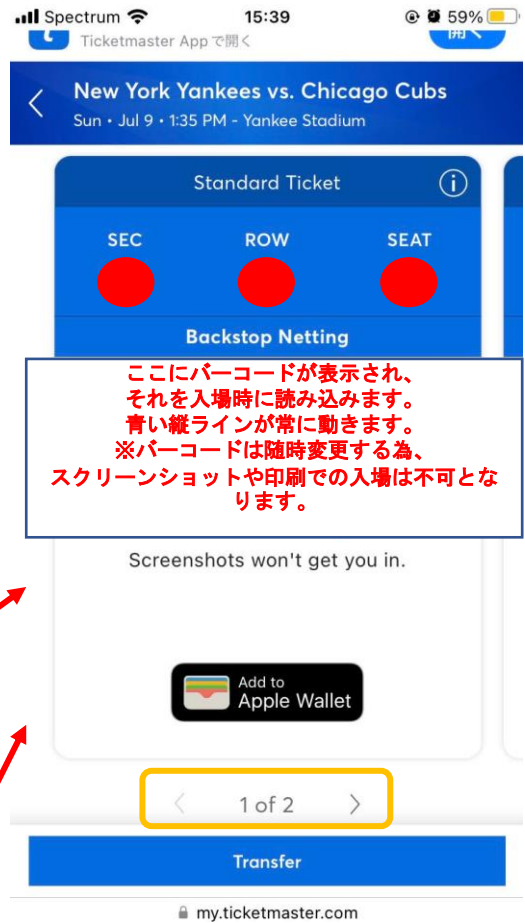 Spectrum 15:39 59%
Ticketmaster App で開く 開く
New York Yankees vs. Chicago Cubs
Sun • Jul 9 • 1:35 PM - Yankee Stadium
Standard Ticket
SEC ROW SEAT
Backstop Netting
ここにバーコードが表示され、
それを入場時に読み込みます。
青い縦ラインが常に動きます。
※バーコードは随時変更する為、
スクリーンショットや印刷での入場は不可とな
ります。
Screenshots won't get you in.
Add to
Apple Wallet
1 of 2
Transfer
my.ticketmaster.com